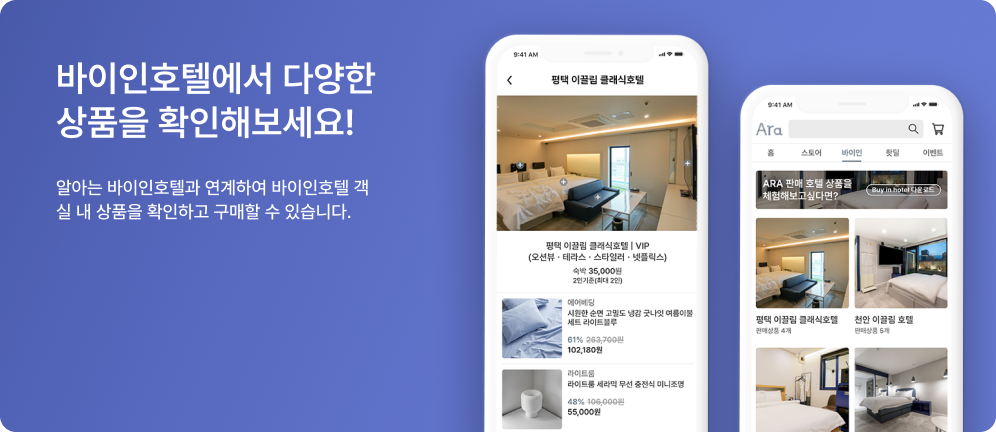 바이인호텔에서 다양한
상품을 확인해보세요!
알아는 바이인호텔과 연계하여 바이인호텔 객
실 내 상품을 확인하고 구매할 수 있습니다.
9:41 AM
평택 이끌림 클래식호텔
평택 이끌림 클래식호텔 | VIP
(오션뷰 · 테라스 · 스타일러 · 넷플릭스)
숙박 35,000원
2인기준(최대 2인)
에어베딩
시원한 순면 고밀도 냉감 굿나잇 여름이불
세트 라이트블루
61% 263,700원
102,180원
라이트룸
라이트룸 세라믹 무선 충전식 미니조명
48% 106,000원
55,000원
9:41 AM
Ara
홈 스토어 바이인 핫딜 이벤트
ARA 판매 호텔 상품을
체험해보고싶다면?
Buy in hotel 다운로드
평택 이끌림 클래식호텔
판매상품 4개
천안 이끌림 호텔
판매상품 5개